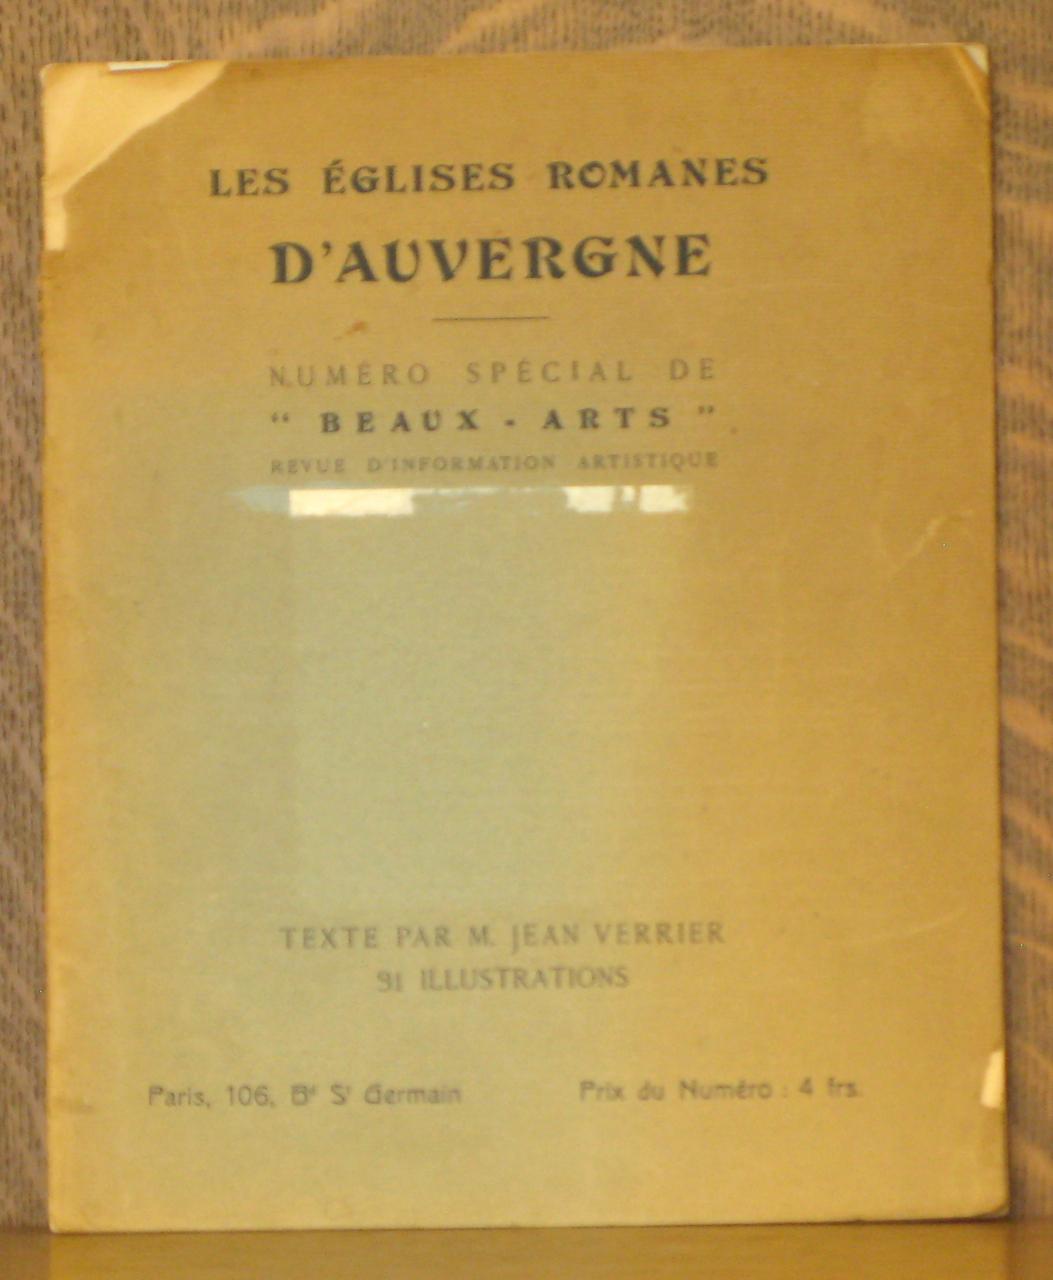 LES ÉGLISES ROMANES
D'AUVERGNE
NUMÉRO SPÉCIAL DE
" BEAUX - ARTS "
REVUE D'INFORMATION ARTISTIQUE
TEXTE PAR M. JEAN VERRIER
91 ILLUSTRATIONS
Paris, 106, Bd St Germain
Prix du Numéro : 4 frs.